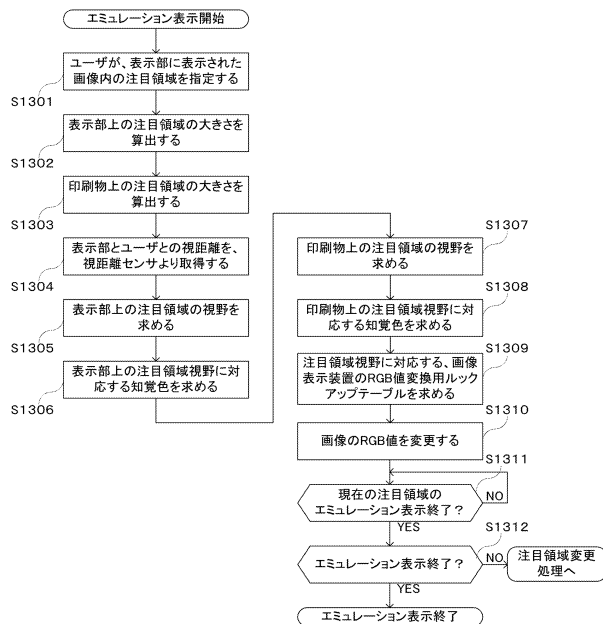 エミュレーション表示開始
ユーザが、表示部に表示された
画像内の注目領域を指定する
S1301
表示部上の注目領域の大きさを
算出する
S1302
印刷物上の注目領域の大きさを
算出する
S1303
表示部とユーザとの視距離を、
視距離センサより取得する
S1304
表示部上の注目領域の視野を
求める
S1305
表示部上の注目領域視野に対
応する知覚色を求める
S1306
S1307
印刷物上の注目領域の視野を
求める
S1308
印刷物上の注目領域視野に対
応する知覚色を求める
S1309
注目領域視野に対応する、画像
表示装置のRGB値変換用ルック
アップテーブルを求める
S1310
画像のRGB値を変更する
S1311
現在の注目領域の
エミュレーション表示終了？
NO
YES
S1312
エミュレーション表示終了？
NO
注目領域変更
処理へ
YES
エミュレーション表示終了